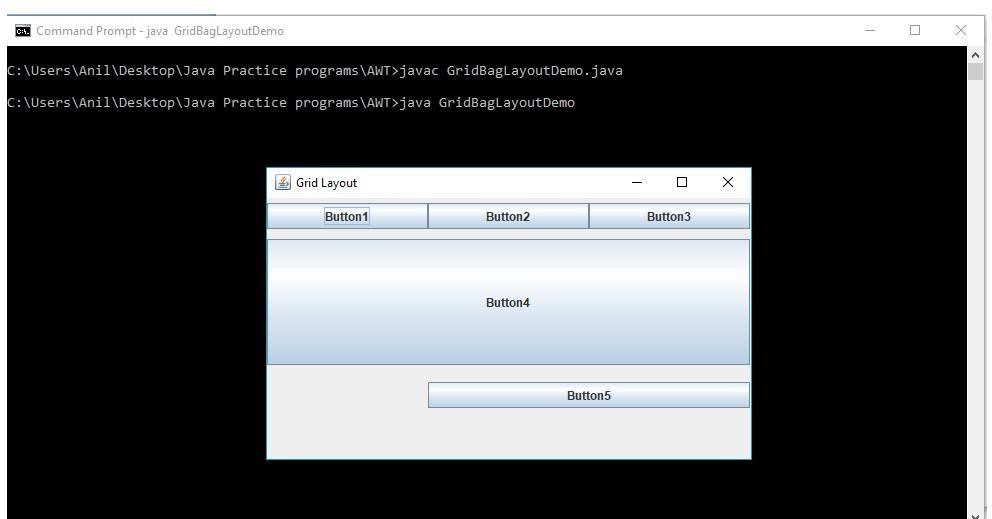 Command Prompt - java  GridBagLayoutDemo
C:\Users\Anil\Desktop\Java Practice programs\AWT>javac GridBagLayoutDemo.java
C:\Users\Anil\Desktop\Java Practice programs\AWT>java GridBagLayoutDemo
Grid Layout
Button1 Button2 Button3
Button4
Button5